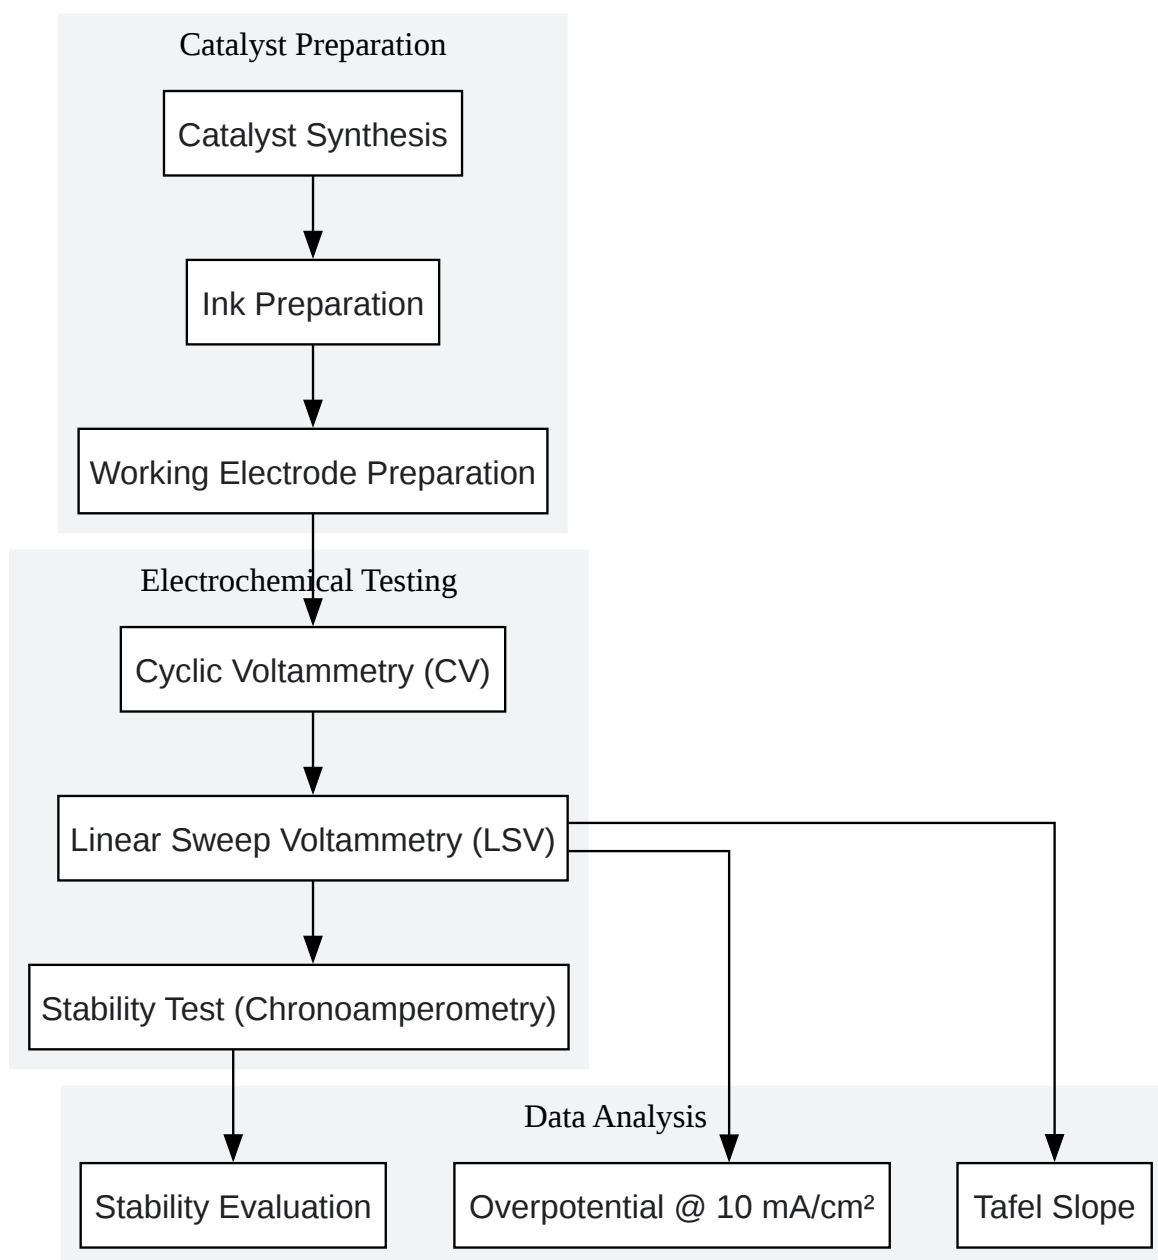 Catalyst Preparation
Catalyst Synthesis
Ink Preparation
Working Electrode Preparation
Electrochemical Testing
Cyclic Voltammetry (CV)
Linear Sweep Voltammetry (LSV)
Stability Test (Chronoamperometry)
Data Analysis
Stability Evaluation
Overpotential @ 10 mA/cm²
Tafel Slope